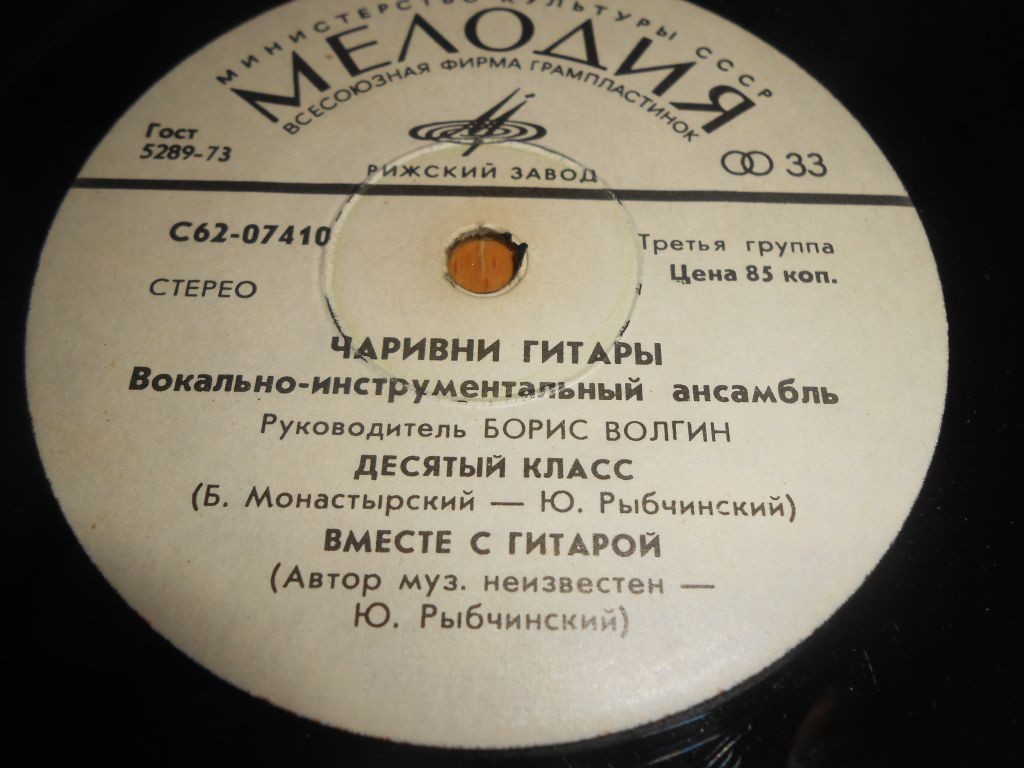 МИНИСТЕРСТВО КУЛЬТУРЫ СССР
МЕЛОДИЯ
ВСЕСОЮЗНАЯ ФИРМА ГРАМПЛАСТИНОК
Гост
5289-73
РИЖСКИЙ ЗАВОД
33
С62-07410
Третья группа
Цена 85 коп.
СТЕРЕО
ЧАРИВНИ ГИТАРЫ
Вокально-инструментальный ансамбль
Руководитель БОРИС ВОЛГИН
ДЕСЯТЫЙ КЛАСС
(Б. Монастырский — Ю. Рыбчинский)
ВМЕСТЕ С ГИТАРОЙ
(Автор муз. неизвестен —
Ю. Рыбчинский)